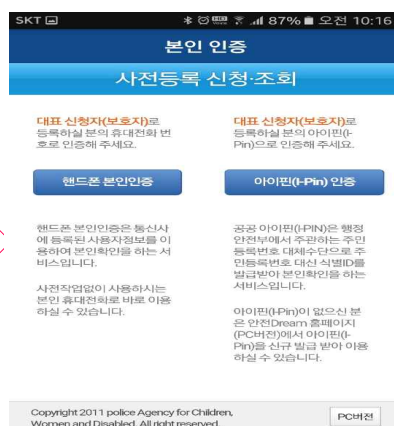 SKT 87% 오전 10:16
본인 인증
사전등록 신청·조회
대표 신청자(보호자)로
등록하실 분의 휴대전화 번
호로 인증해 주세요.
핸드폰 본인인증
핸드폰 본인인증은 통신사
에 등록된 사용자정보를 이
용하여 본인확인을 하는 서
비스입니다.
사전작업없이 사용하시는
본인 휴대전화로 바로 이용
하실 수 있습니다.
대표 신청자(보호자)로
등록하실 분의 아이핀(I-
Pin)으로 인증해 주세요.
아이핀(I-Pin) 인증
공공 아이핀(I-PIN)은 행정
안전부에서 주관하는 주민
등록번호 대체수단으로 주
민등록번호 대신 식별ID를
발급받아 본인확인을 하는
서비스입니다.
아이핀(I-Pin)이 없으신 분
은 안전Dream 홈페이지
(PC버전)에서 아이핀(I-
Pin)을 신규 발급 받아 이용
하실 수 있습니다.
Copyright 2011 police Agency for Children,
Women and Disabled. All right reserved.
PC버전